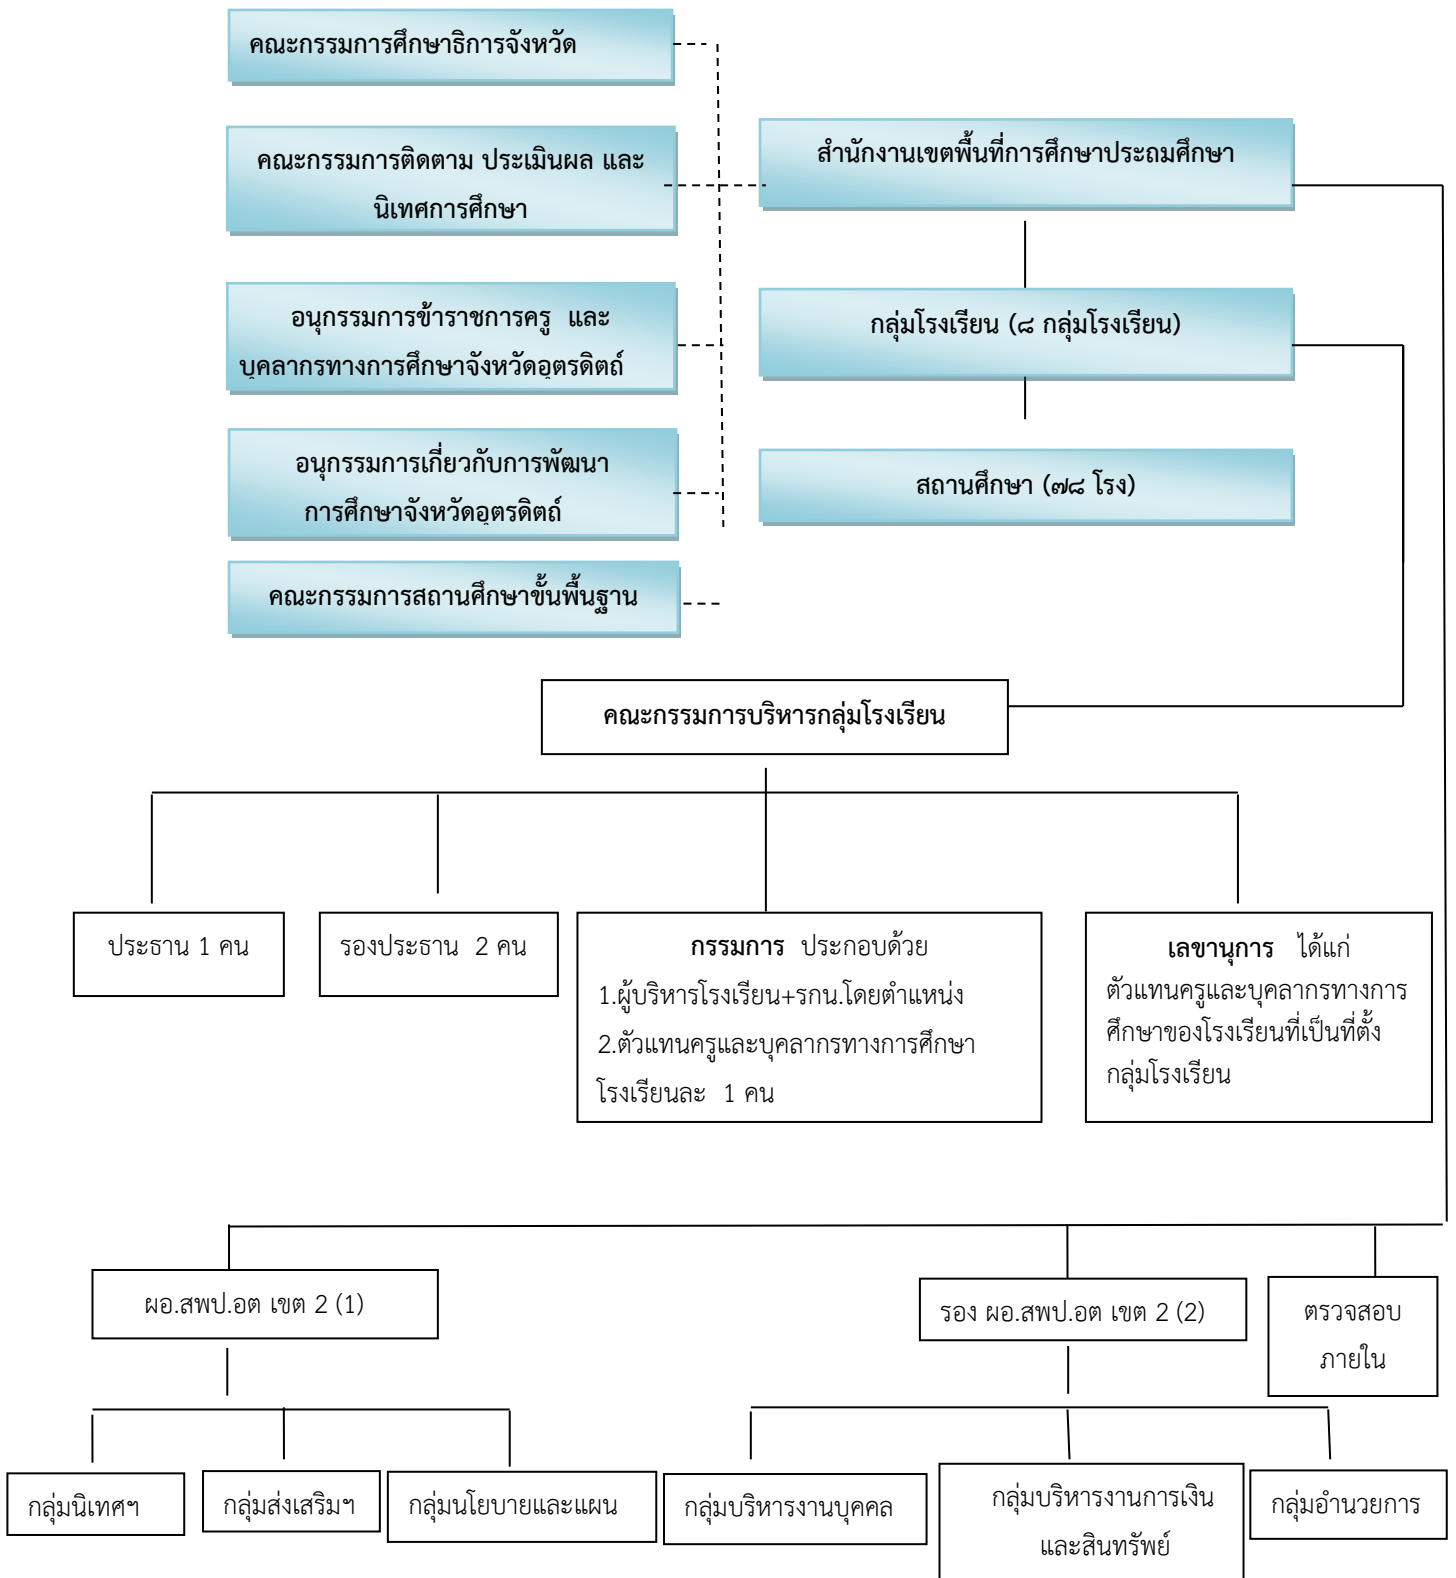 คณะกรรมการศึกษาธิการจังหวัด
คณะกรรมการติดตาม ประเมินผล และ
นิเทศการศึกษา
สำนักงานเขตพื้นที่การศึกษาประถมศึกษา
อนุกรรมการข้าราชการครู และ
บุคลากรทางการศึกษาจังหวัดอุตรดิตถ์
กลุ่มโรงเรียน (๘ กลุ่มโรงเรียน)
อนุกรรมการเกี่ยวกับการพัฒนา
การศึกษาจังหวัดอุตรดิตถ์
สถานศึกษา (๗๘ โรง)
คณะกรรมการสถานศึกษาขั้นพื้นฐาน
คณะกรรมการบริหารกลุ่มโรงเรียน
ประธาน 1 คน
รองประธาน 2 คน
กรรมการ ประกอบด้วย
1.ผู้บริหารโรงเรียน+รกน.โดยตำแหน่ง
2.ตัวแทนครูและบุคลากรทางการศึกษา
โรงเรียนละ 1 คน
เลขานุการ ได้แก่
ตัวแทนครูและบุคลากรทางการ
ศึกษาของโรงเรียนที่เป็นที่ตั้ง
กลุ่มโรงเรียน
ผอ.สพป.อต เขต 2 (1)
รอง ผอ.สพป.อต เขต 2 (2)
ตรวจสอบ
ภายใน
กลุ่มนิเทศฯ
กลุ่มส่งเสริมฯ
กลุ่มนโยบายและแผน
กลุ่มบริหารงานบุคคล
กลุ่มบริหารงานการเงิน
และสินทรัพย์
กลุ่มอำนวยการ